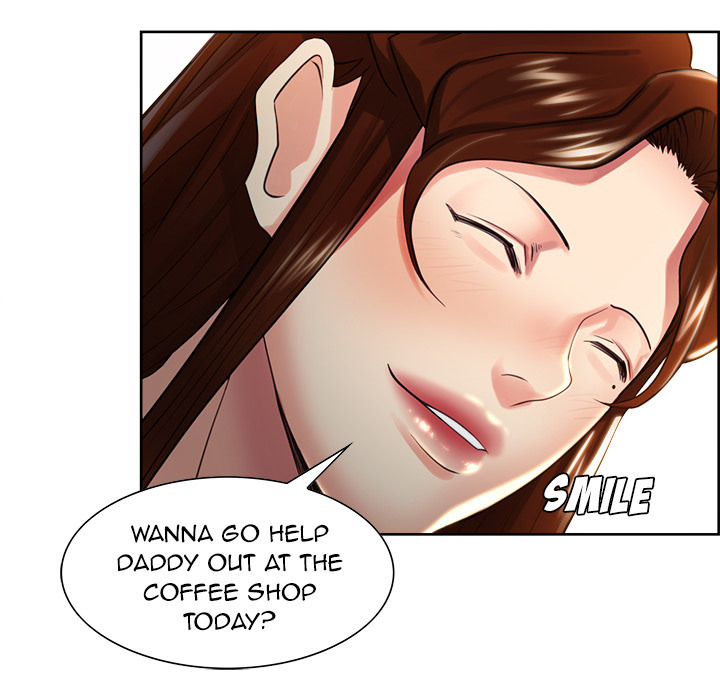 SMILE
WANNA GO HELP
DADDY OUT AT THE
COFFEE SHOP
TODAY?